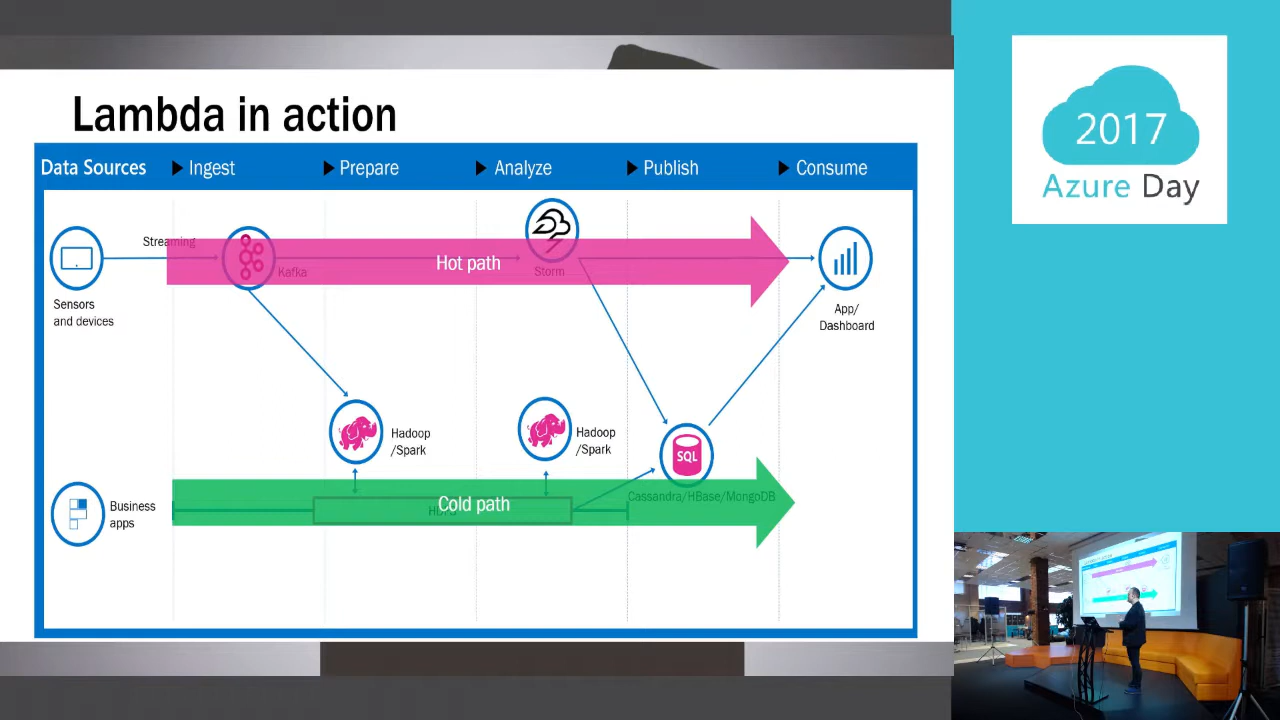 Lambda in action
Data Sources
Ingest
Prepare
Analyze
Publish
Consume
Streaming
Kafka
Hot path
Storm
Sensors
and devices
App/
Dashboard
Hadoop
/Spark
Hadoop
/Spark
SQL
Cassandra/HBase/MongoDB
Business
apps
Cold path
2017
Azure Day